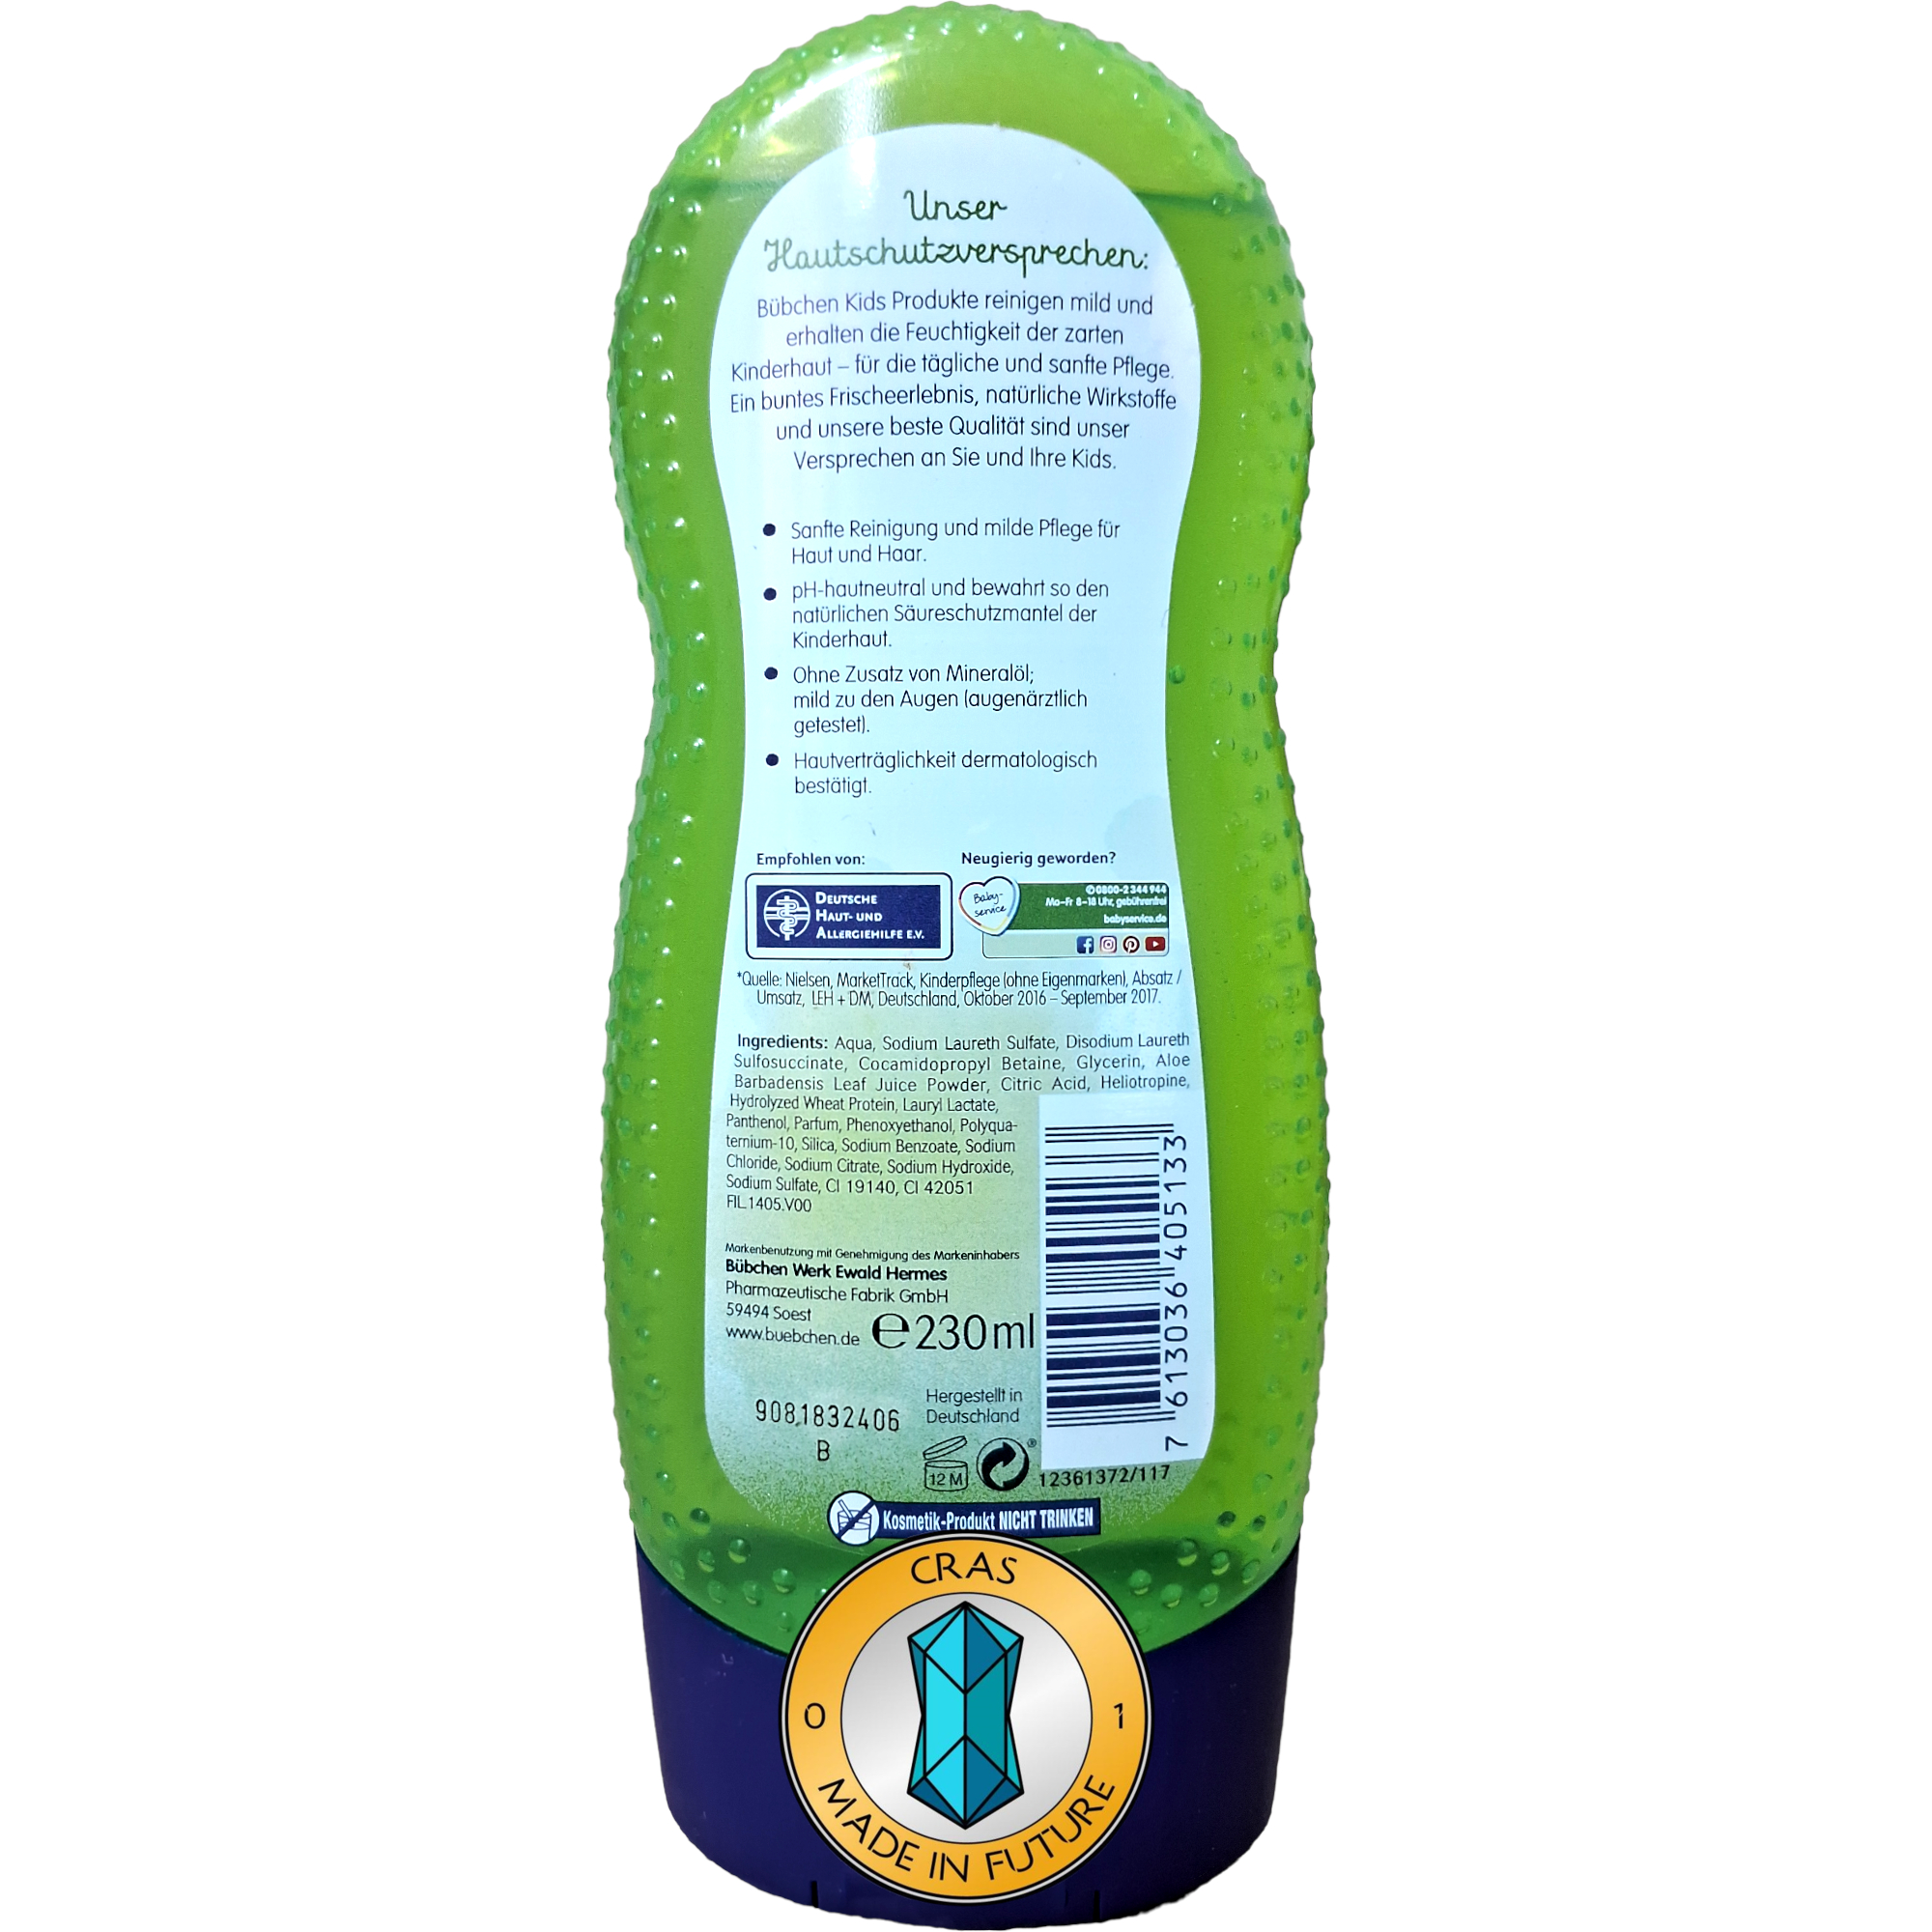 Unser
Hautschutzversprechen:
Bübchen Kids Produkte reinigen mild und
erhalten die Feuchtigkeit der zarten
Kinderhaut – für die tägliche und sanfte Pflege.
Ein buntes Frischeerlebnis, natürliche Wirkstoffe
und unsere beste Qualität sind unser
Versprechen an Sie und Ihre Kids.
• Sanfte Reinigung und milde Pflege für
Haut und Haar.
• pH-hautneutral und bewahrt so den
natürlichen Säureschutzmantel der
Kinderhaut.
• Ohne Zusatz von Mineralöl;
mild zu den Augen (augenärztlich
getestet).
• Hautverträglichkeit dermatologisch
bestätigt.
Empfohlen von:
DEUTSCHE
HAUT- UND
ALLERGIEHILFE E.V.
Neugierig geworden?
Baby-
service
✆0800-2 344 944
Mo-Fr 8-18 Uhr, gebührenfrei
babyservice.de
*Quelle: Nielsen, MarketTrack, Kinderpflege (ohne Eigenmarken), Absatz /
Umsatz, LEH + DM, Deutschland, Oktober 2016 – September 2017.
Ingredients: Aqua, Sodium Laureth Sulfate, Disodium Laureth
Sulfosuccinate, Cocamidopropyl Betaine, Glycerin, Aloe
Barbadensis Leaf Juice Powder, Citric Acid, Heliotropine,
Hydrolyzed Wheat Protein, Lauryl Lactate,
Panthenol, Parfum, Phenoxyethanol, Polyqua-
ternium-10, Silica, Sodium Benzoate, Sodium
Chloride, Sodium Citrate, Sodium Hydroxide,
Sodium Sulfate, CI 19140, CI 42051
FIL.1405.V00
Markenbenutzung mit Genehmigung des Markeninhabers
Bübchen Werk Ewald Hermes
Pharmazeutische Fabrik GmbH
59494 Soest
www.buebchen.de
℮230ml
7 613036 405133
9081832406
B
Hergestellt in
Deutschland
12 M
®
12361372/117
Kosmetik-Produkt NICHT TRINKEN
CRAS
0 1
MADE IN FUTURE